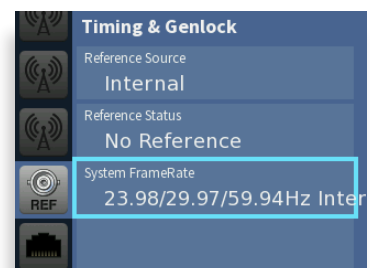 Timing & Genlock
Reference Source
Internal
Reference Status
No Reference
System FrameRate
23.98/29.97/59.94Hz Inter
REF